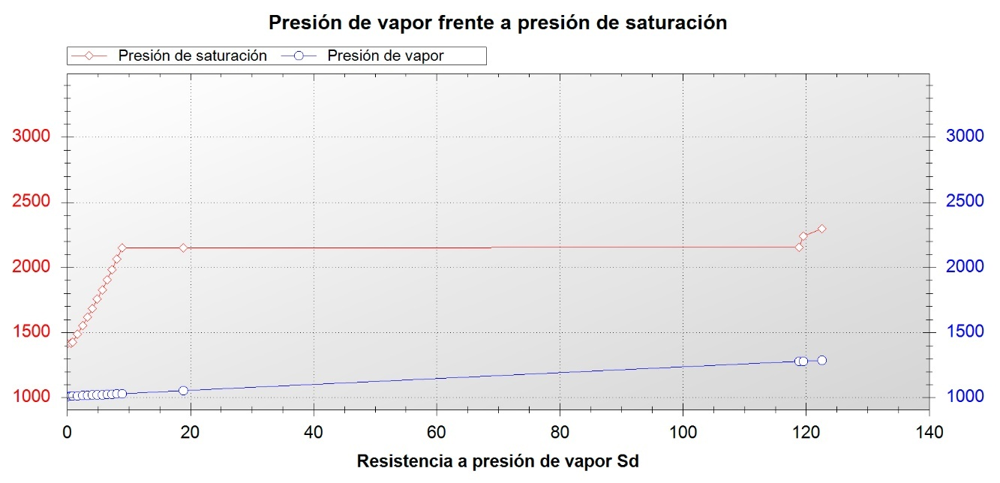 Presión de vapor frente a presión de saturación
Presión de saturación Presión de vapor
3000 3000
2500 2500
2000 2000
1500 1500
1000 1000
0 20 40 60 80 100 120 140
Resistencia a presión de vapor Sd